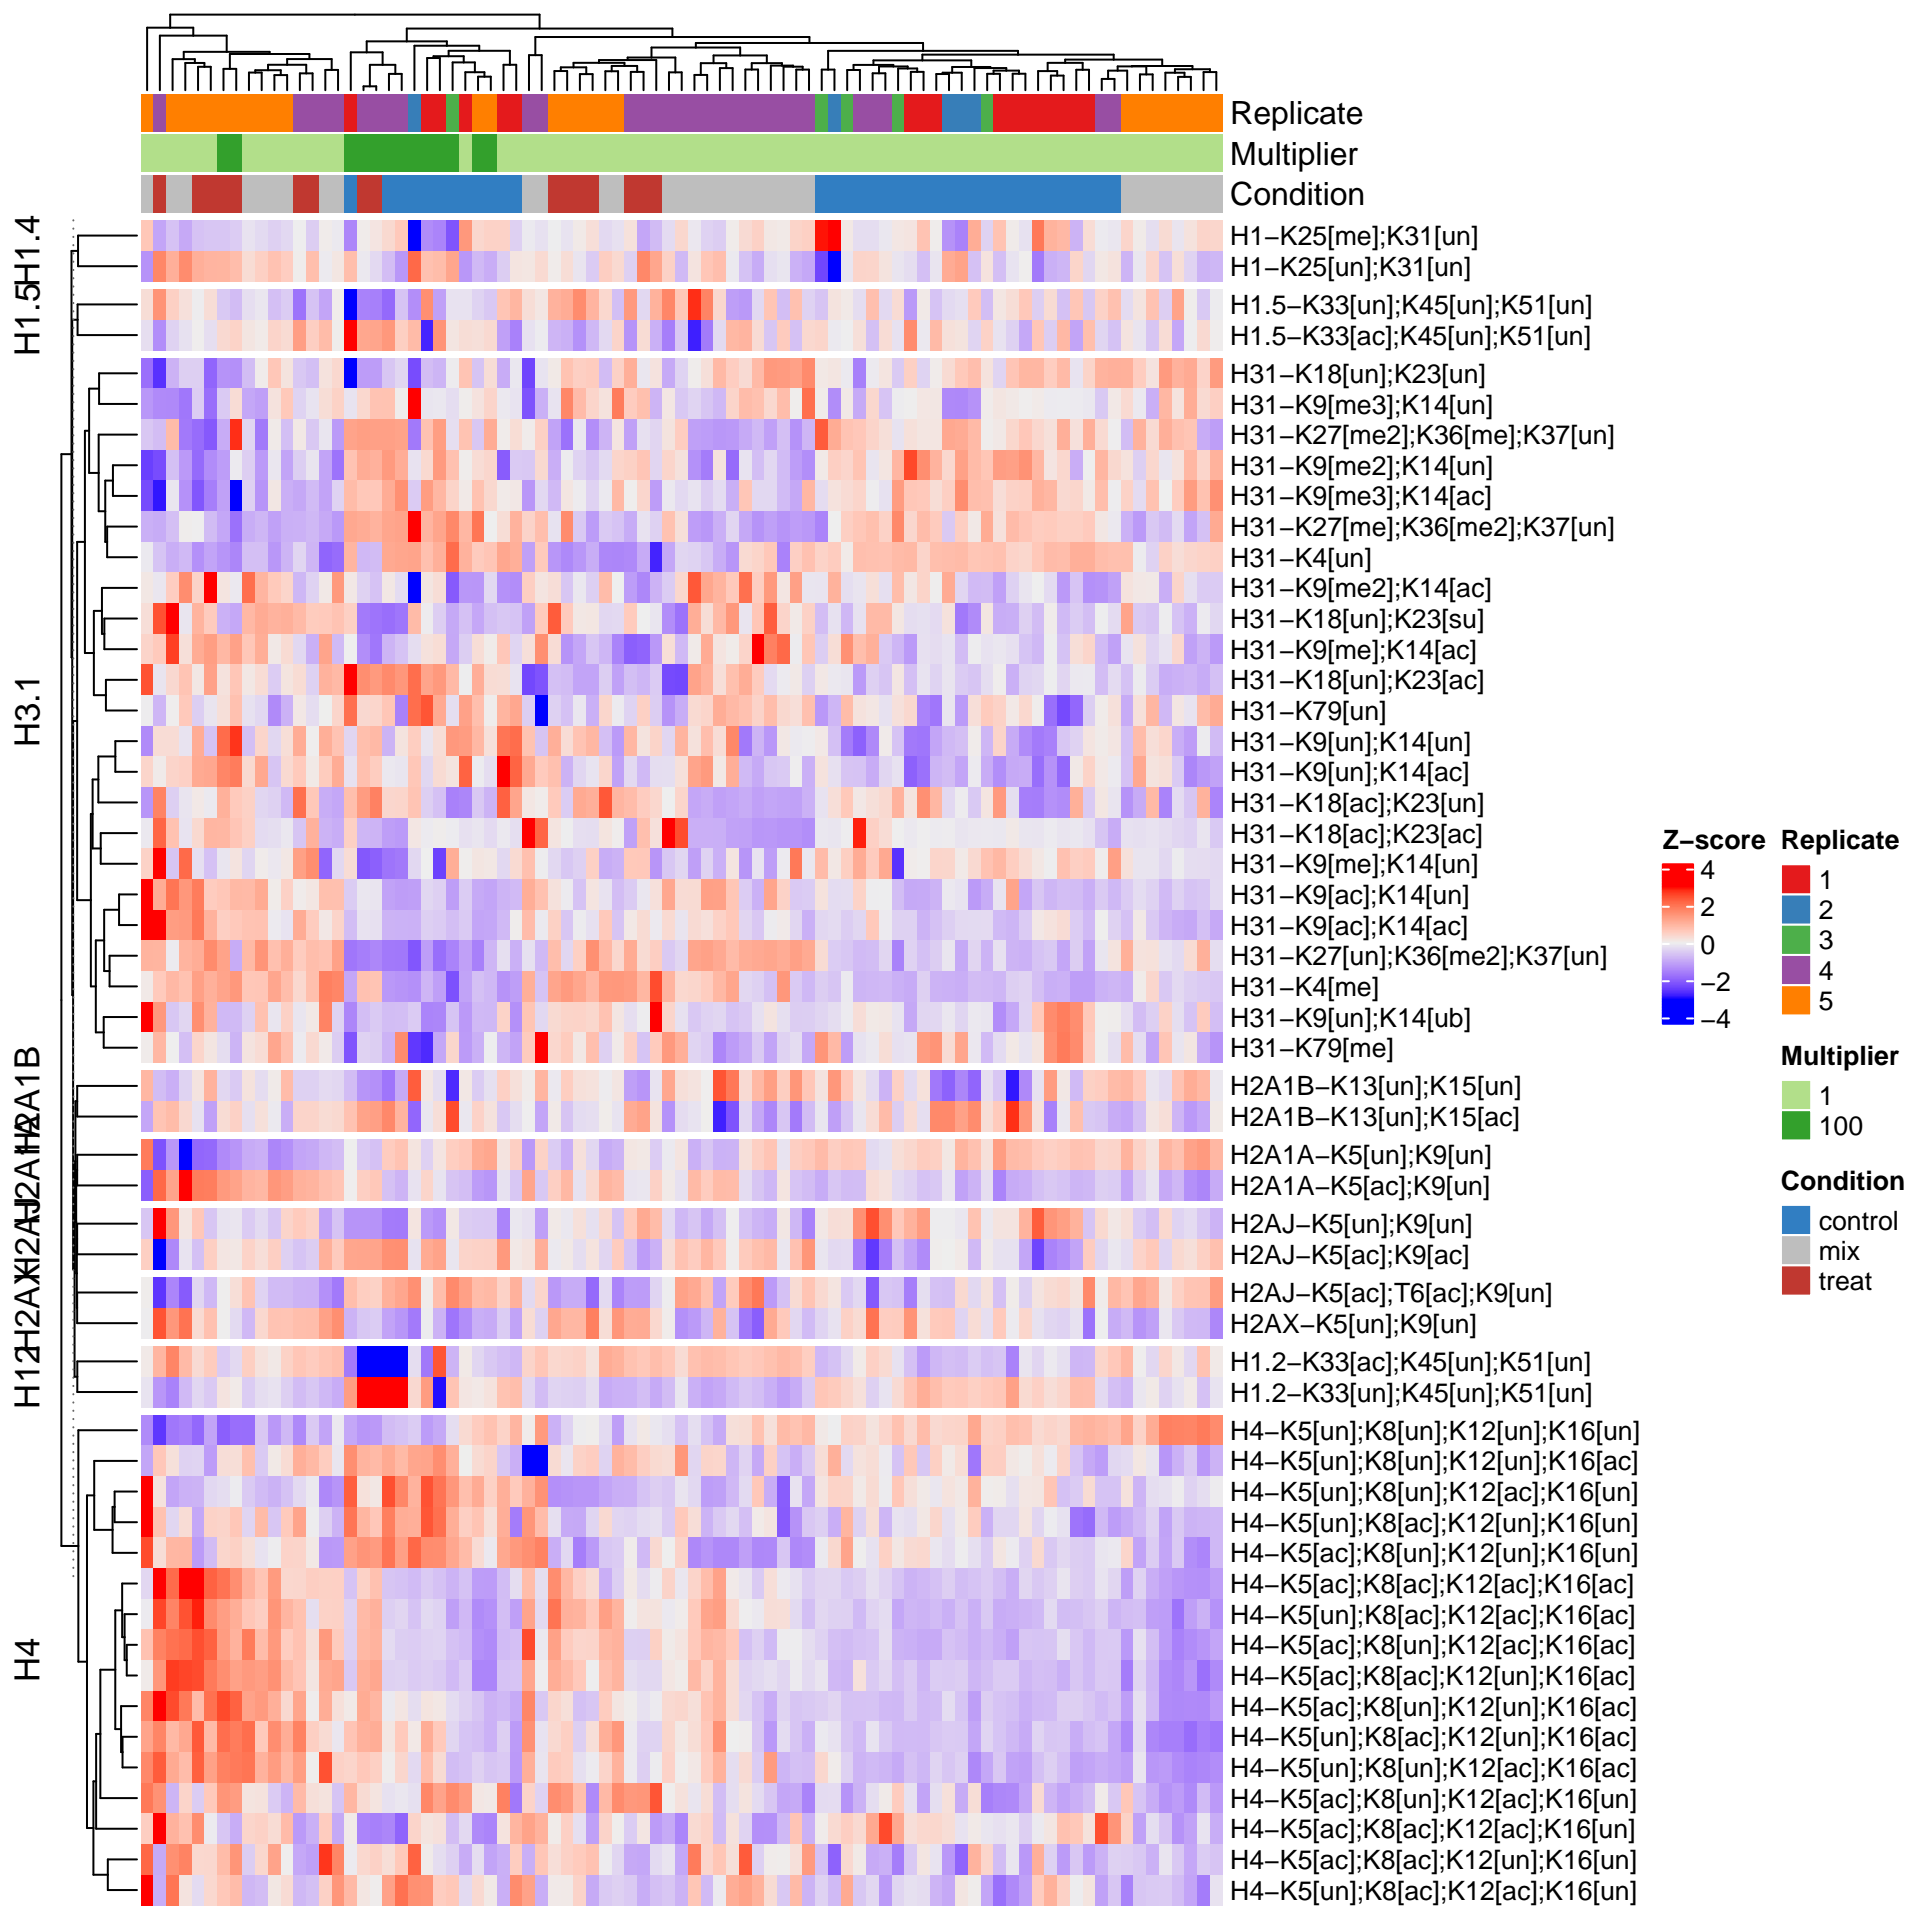 Replicate
Multiplier
Condition
H1.4
H1−K25[me];K31[un]
H1−K25[un];K31[un]
H1.5
H1.5−K33[un];K45[un];K51[un]
H1.5−K33[ac];K45[un];K51[un]
H3.1
H31−K18[un];K23[un]
H31−K9[me3];K14[un]
H31−K27[me2];K36[me];K37[un]
H31−K9[me2];K14[un]
H31−K9[me3];K14[ac]
H31−K27[me];K36[me2];K37[un]
H31−K4[un]
H31−K9[me2];K14[ac]
H31−K18[un];K23[su]
H31−K9[me];K14[ac]
H31−K18[un];K23[ac]
H31−K79[un]
H31−K9[un];K14[un]
H31−K9[un];K14[ac]
H31−K18[ac];K23[un]
H31−K18[ac];K23[ac]
H31−K9[me];K14[un]
H31−K9[ac];K14[un]
H31−K9[ac];K14[ac]
H31−K27[un];K36[me2];K37[un]
H31−K4[me]
H31−K9[un];K14[ub]
H31−K79[me]
H2A1B
H2A1B−K13[un];K15[un]
H2A1B−K13[un];K15[ac]
H2A1A−K5[un];K9[un]
H2A1A−K5[ac];K9[un]
H2AJ
H2AJ−K5[un];K9[un]
H2AJ−K5[ac];K9[ac]
H2AX
H2AJ−K5[ac];T6[ac];K9[un]
H2AX−K5[un];K9[un]
H12
H1.2−K33[ac];K45[un];K51[un]
H1.2−K33[un];K45[un];K51[un]
H4
H4−K5[un];K8[un];K12[un];K16[un]
H4−K5[un];K8[un];K12[un];K16[ac]
H4−K5[un];K8[un];K12[ac];K16[un]
H4−K5[un];K8[ac];K12[un];K16[un]
H4−K5[ac];K8[un];K12[un];K16[un]
H4−K5[ac];K8[ac];K12[ac];K16[ac]
H4−K5[un];K8[ac];K12[ac];K16[ac]
H4−K5[ac];K8[un];K12[ac];K16[ac]
H4−K5[ac];K8[ac];K12[un];K16[ac]
H4−K5[ac];K8[un];K12[un];K16[ac]
H4−K5[un];K8[ac];K12[un];K16[ac]
H4−K5[un];K8[un];K12[ac];K16[ac]
H4−K5[ac];K8[un];K12[ac];K16[un]
H4−K5[ac];K8[ac];K12[ac];K16[un]
H4−K5[ac];K8[ac];K12[un];K16[un]
H4−K5[un];K8[ac];K12[ac];K16[un]
Z−score
4
2
0
−2
−4
Replicate
1
2
3
4
5
Multiplier
1
100
Condition
control
mix
treat